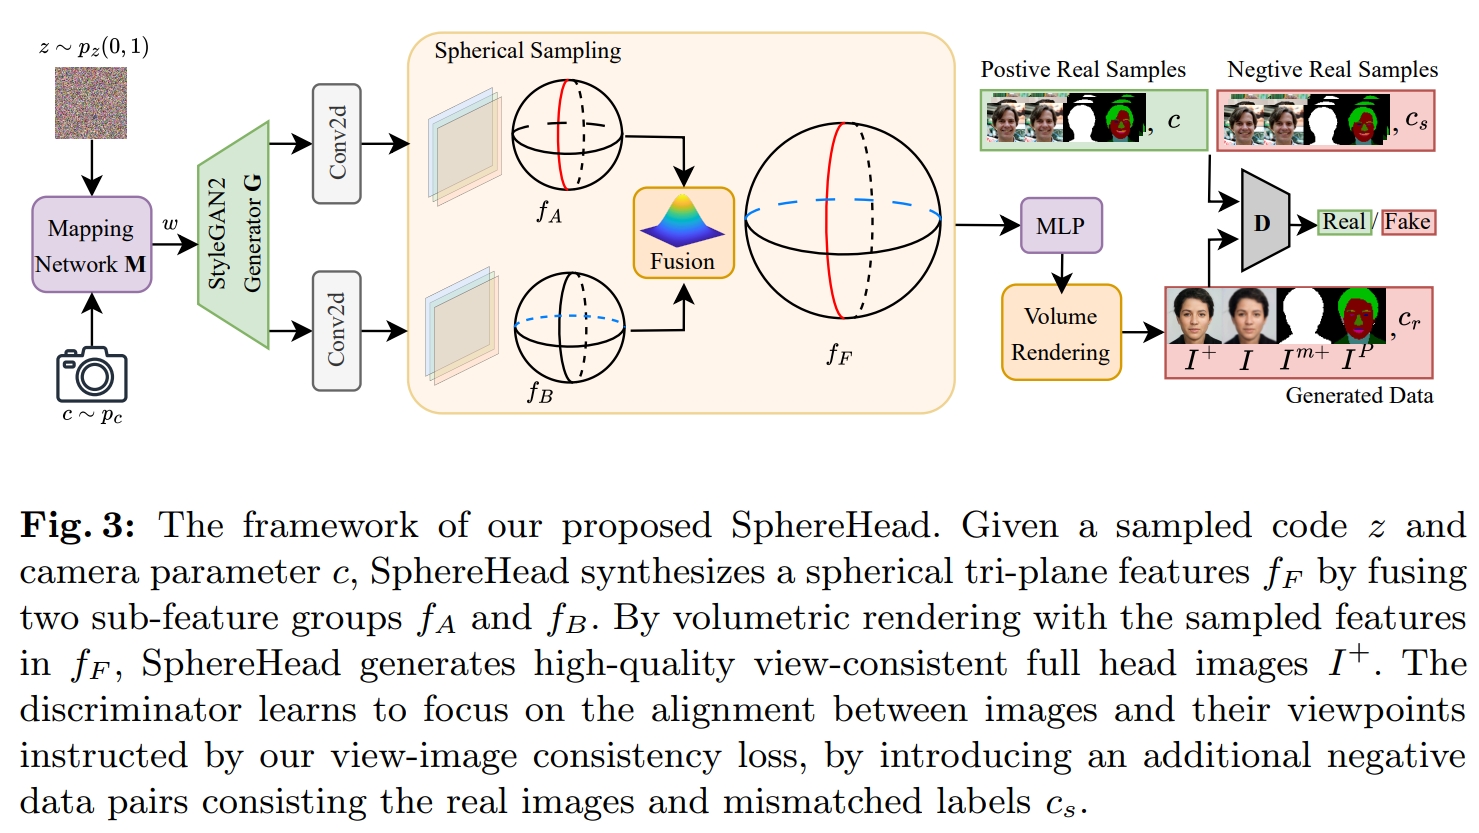 z ∼ p_z(0, 1)
Mapping
Network M
c ∼ p_c
w
StyleGAN2
Generator G
Conv2d
Conv2d
Spherical Sampling
f_A
f_B
Fusion
f_F
MLP
Volume
Rendering
Postive Real Samples
, c
Negtive Real Samples
, c_s
D
Real / Fake
I^+ I I^{m+} I^P , c_r
Generated Data
Fig. 3: The framework of our proposed SphereHead. Given a sampled code z and
camera parameter c, SphereHead synthesizes a spherical tri-plane features f_F by fusing
two sub-feature groups f_A and f_B. By volumetric rendering with the sampled features
in f_F, SphereHead generates high-quality view-consistent full head images I^+. The
discriminator learns to focus on the alignment between images and their viewpoints
instructed by our view-image consistency loss, by introducing an additional negative
data pairs consisting the real images and mismatched labels c_s.